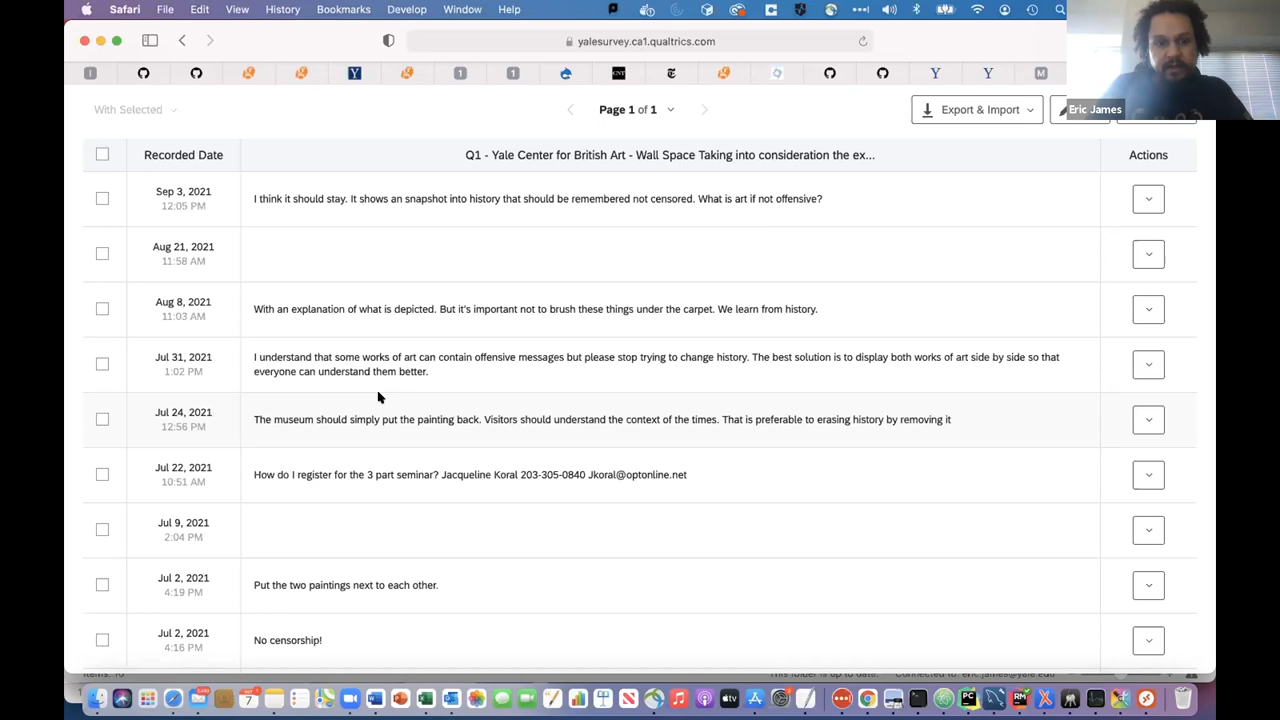 Safari File Edit View History Bookmarks Develop Window Help
yalesurvey.ca1.qualtrics.com
Eric James
With Selected
Page 1 of 1
Export & Import
Recorded Date
Q1 - Yale Center for British Art - Wall Space Taking into consideration the ex...
Actions
Sep 3, 2021
12:05 PM
I think it should stay. It shows an snapshot into history that should be remembered not censored. What is art if not offensive?
Aug 21, 2021
11:58 AM
Aug 8, 2021
11:03 AM
With an explanation of what is depicted. But it's important not to brush these things under the carpet. We learn from history.
Jul 31, 2021
1:02 PM
I understand that some works of art can contain offensive messages but please stop trying to change history. The best solution is to display both works of art side by side so that
everyone can understand them better.
Jul 24, 2021
12:56 PM
The museum should simply put the painting back. Visitors should understand the context of the times. That is preferable to erasing history by removing it
Jul 22, 2021
10:51 AM
How do I register for the 3 part seminar? Jacqueline Koral 203-305-0840 Jkoral@optonline.net
Jul 9, 2021
2:04 PM
Jul 2, 2021
4:19 PM
Put the two paintings next to each other.
Jul 2, 2021
4:16 PM
No censorship!